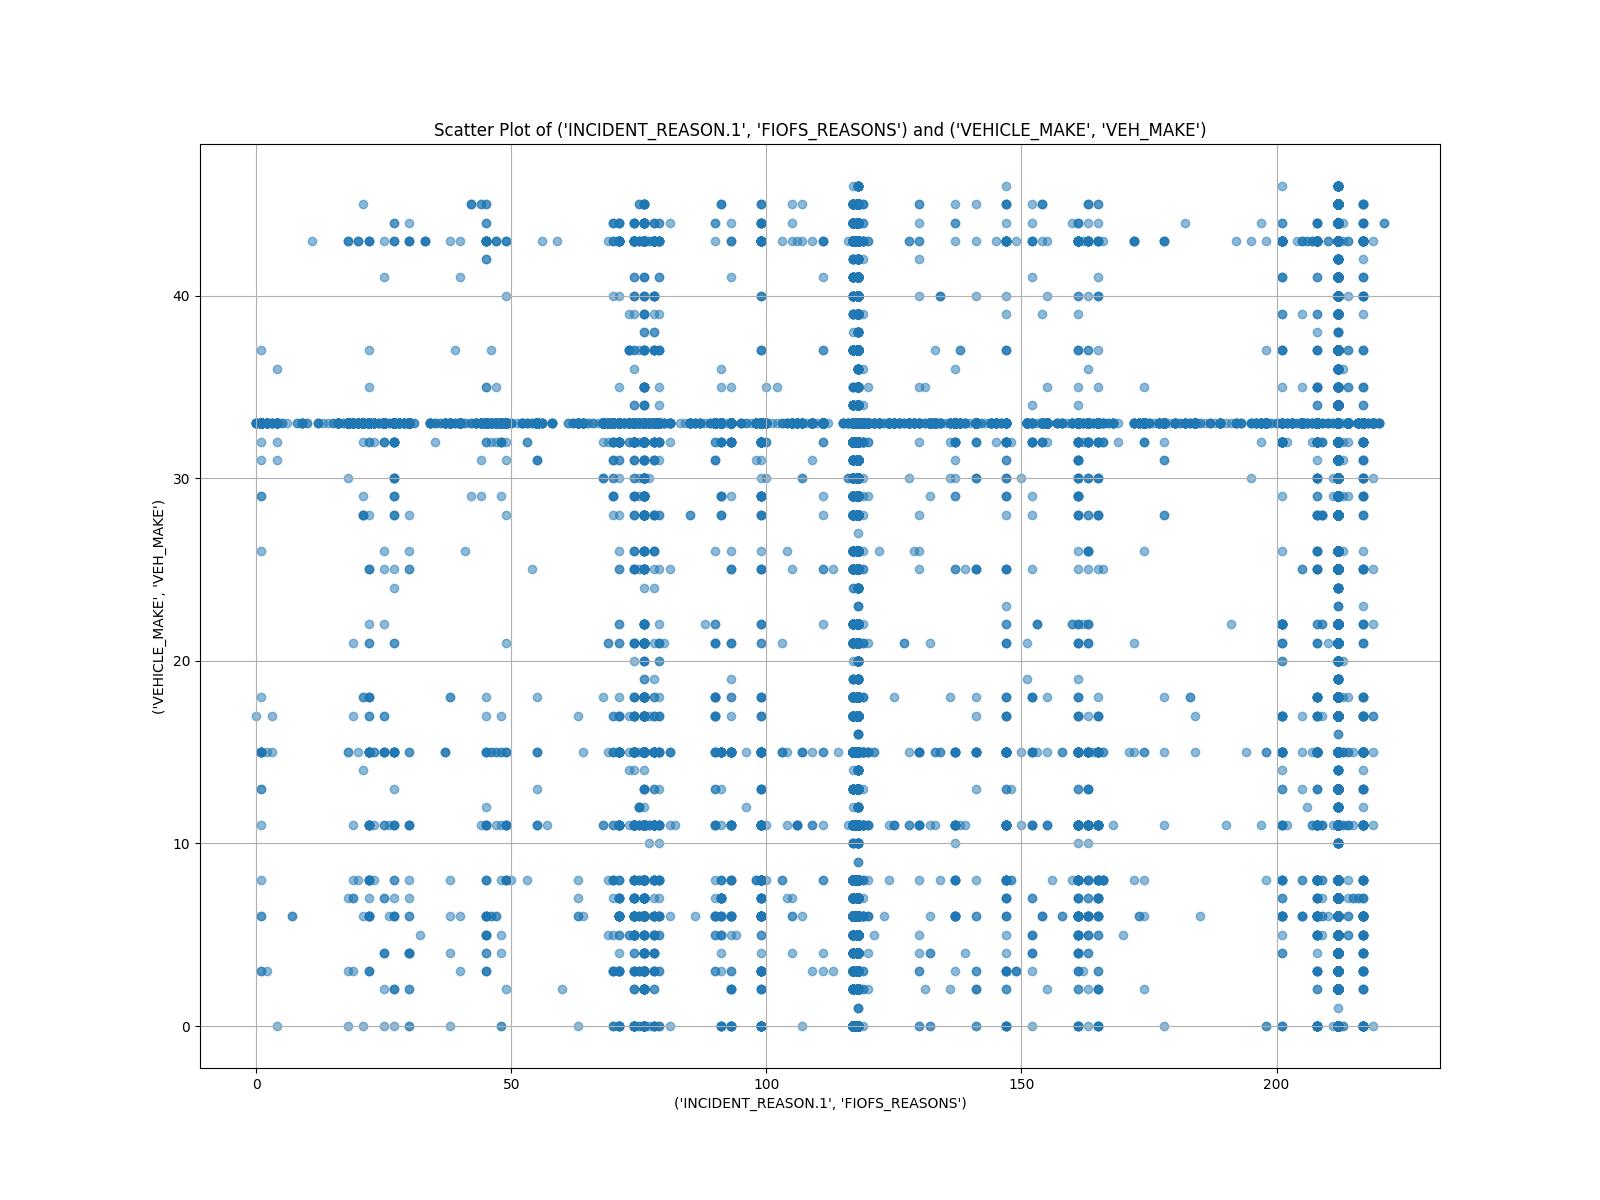 Scatter Plot of ('INCIDENT_REASON.1', 'FIOFS_REASONS') and ('VEHICLE_MAKE', 'VEH_MAKE')
('VEHICLE_MAKE', 'VEH_MAKE')
40
30
20
10
0
0 50 100 150 200
('INCIDENT_REASON.1', 'FIOFS_REASONS')